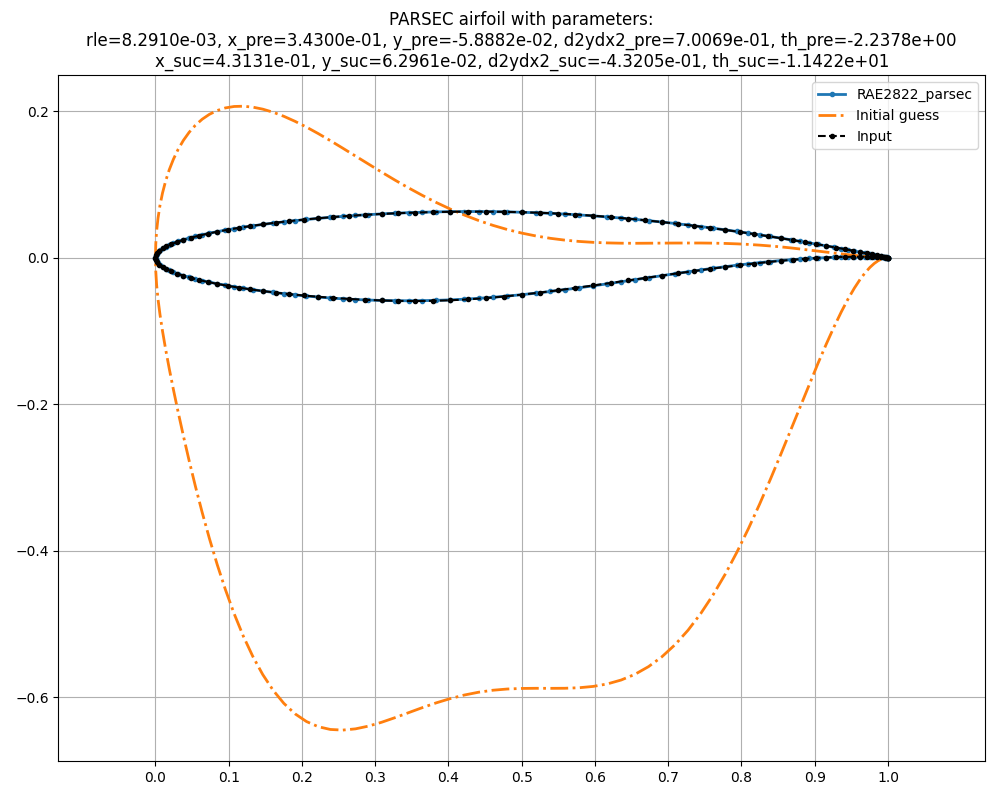 PARSEC airfoil with parameters:
rle=8.2910e-03, x_pre=3.4300e-01, y_pre=-5.8882e-02, d2ydx2_pre=7.0069e-01, th_pre=-2.2378e+00
x_suc=4.3131e-01, y_suc=6.2961e-02, d2ydx2_suc=-4.3205e-01, th_suc=-1.1422e+01
RAE2822_parsec
Initial guess
Input
0.2
0.0
−0.2
−0.4
−0.6
0.0 0.1 0.2 0.3 0.4 0.5 0.6 0.7 0.8 0.9 1.0